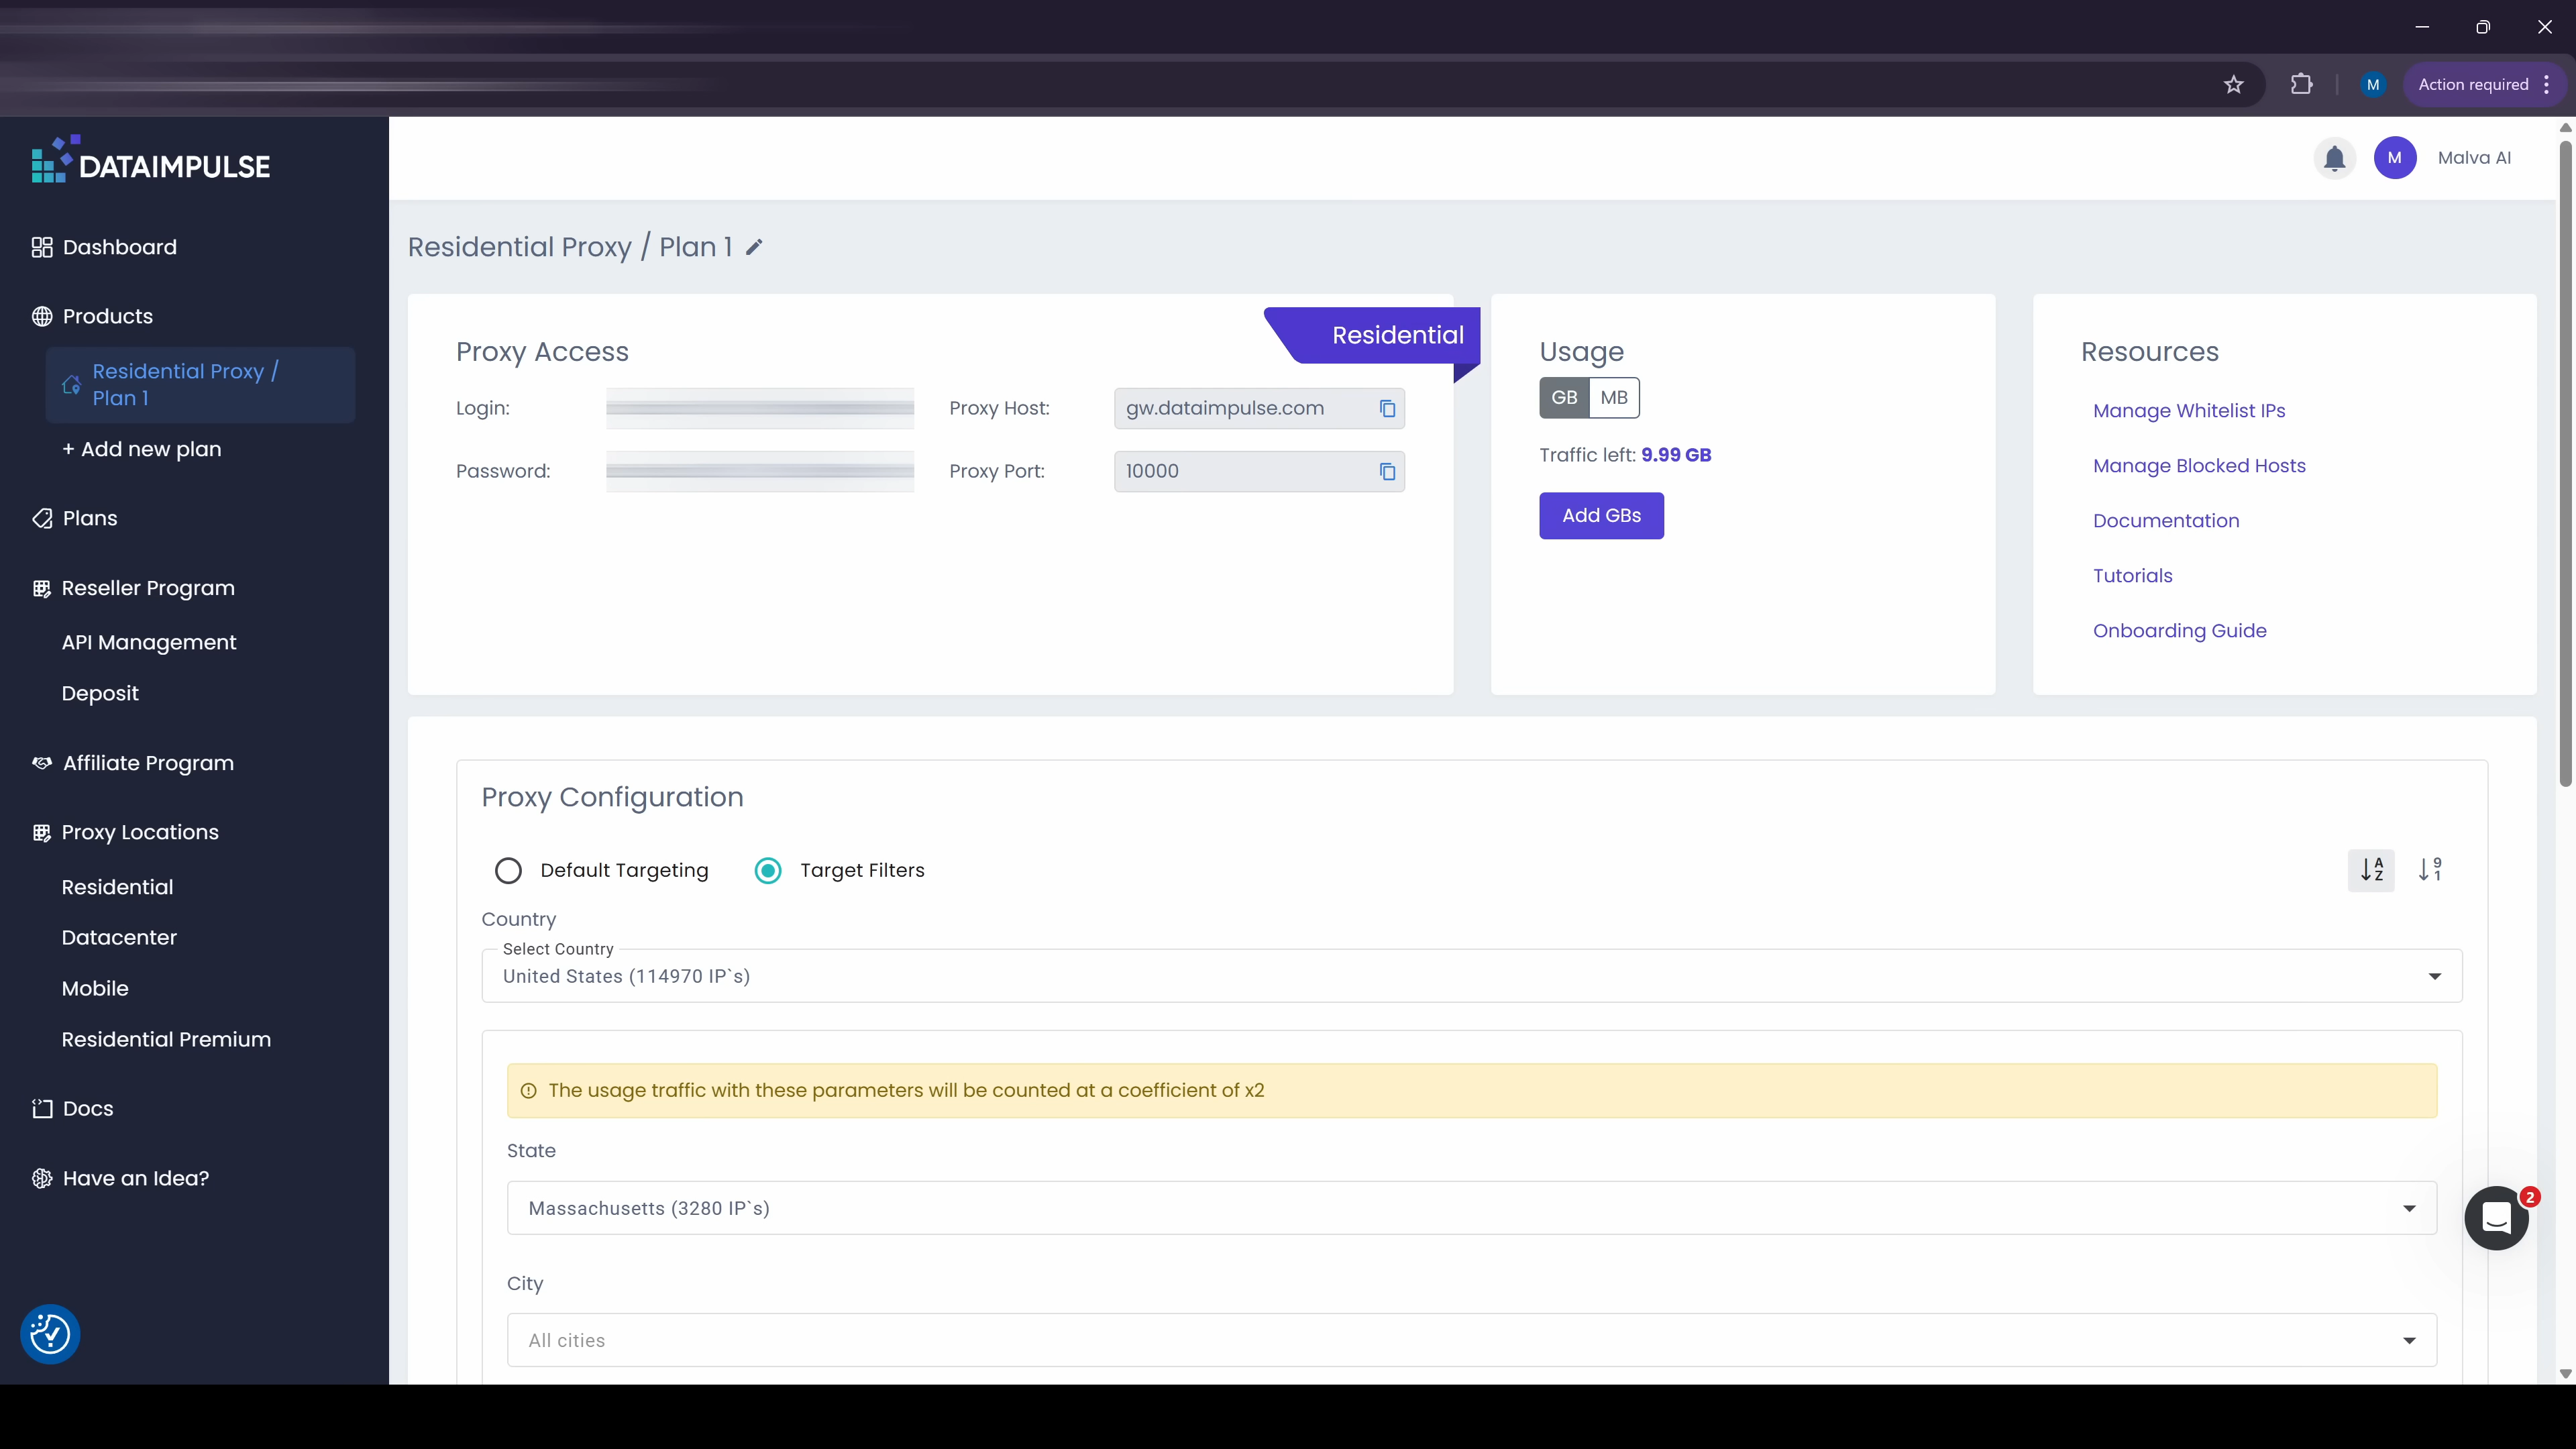 M
Action required
DATAIMPULSE
M
Malva AI
Dashboard
Products
Residential Proxy /
Plan 1
+ Add new plan
Plans
Reseller Program
API Management
Deposit
Affiliate Program
Proxy Locations
Residential
Datacenter
Mobile
Residential Premium
Docs
Have an Idea?
Residential Proxy / Plan 1
Residential
Proxy Access
Login:
Proxy Host:
gw.dataimpulse.com
Password:
Proxy Port:
10000
Usage
GB
MB
Traffic left: 9.99 GB
Add GBs
Resources
Manage Whitelist IPs
Manage Blocked Hosts
Documentation
Tutorials
Onboarding Guide
Proxy Configuration
Default Targeting
Target Filters
A
Z
9
1
Country
Select Country
United States (114970 IP`s)
The usage traffic with these parameters will be counted at a coefficient of x2
State
Massachusetts (3280 IP`s)
City
All cities
2